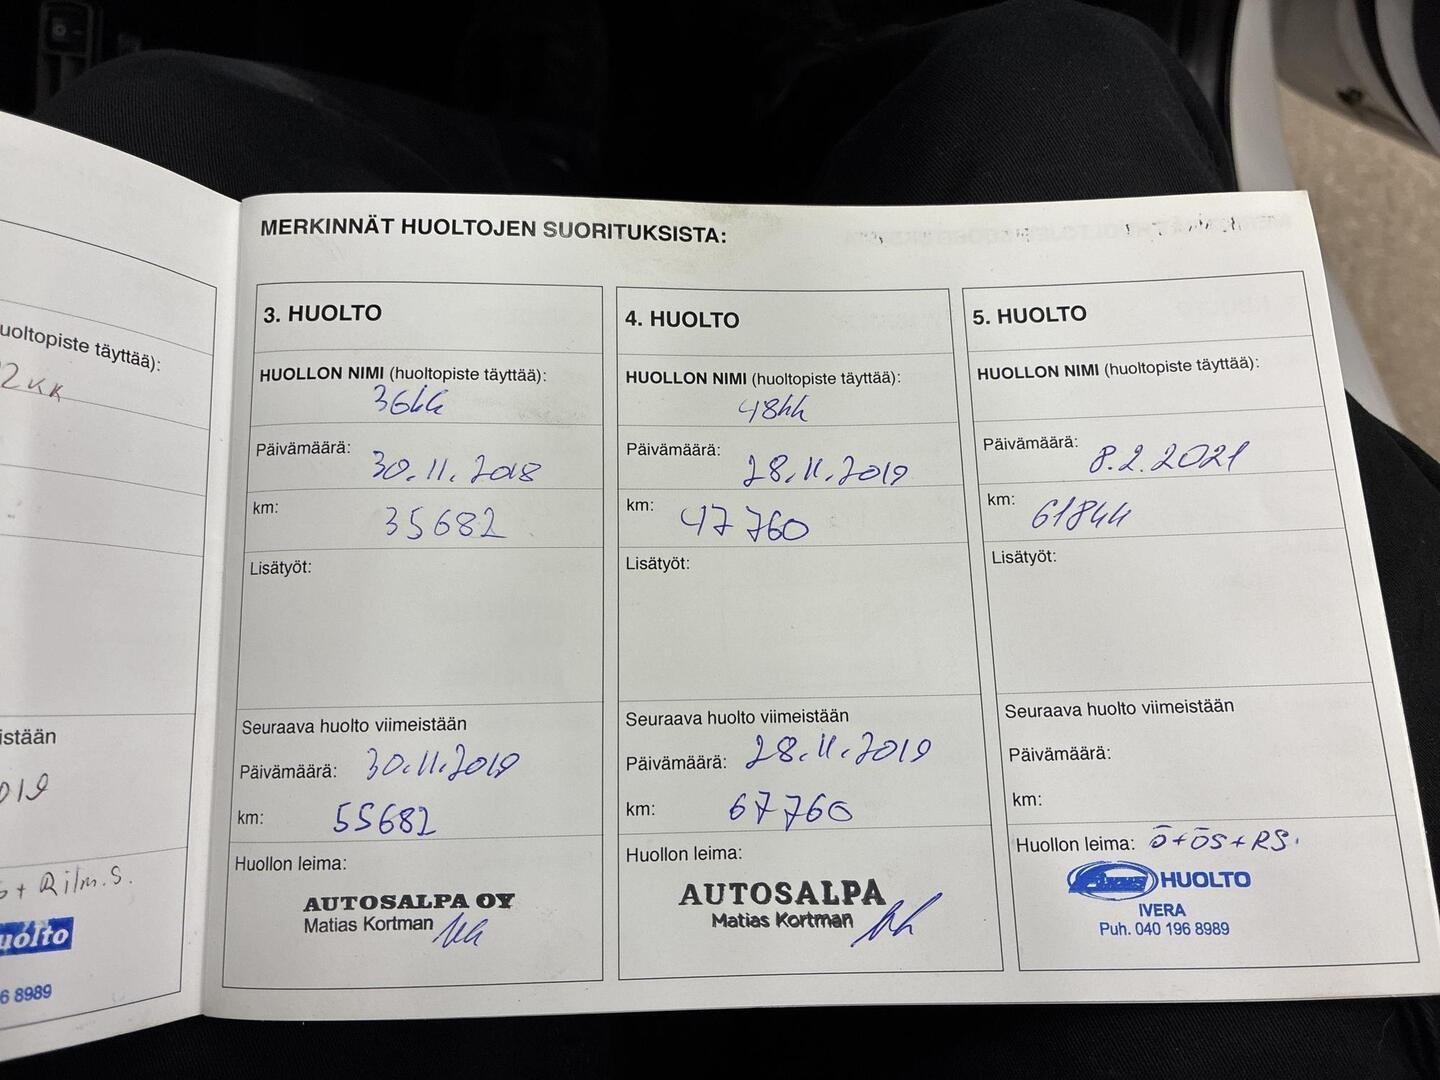 uoltopiste täyttää):
2kk
istään
019
+ Rilm.S.
uolto
6 8989
MERKINNÄT HUOLTOJEN SUORITUKSISTA:
3. HUOLTO
HUOLLON NIMI (huoltopiste täyttää):
36kk
Päivämäärä: 30.11.2018
km: 35682
Lisätyöt:
Seuraava huolto viimeistään
Päivämäärä: 30.11.2019
km: 55682
Huollon leima:
AUTOSALPA OY
Matias Kortman
4. HUOLTO
HUOLLON NIMI (huoltopiste täyttää):
48kk
Päivämäärä: 28.11.2019
km: 47760
Lisätyöt:
Seuraava huolto viimeistään
Päivämäärä: 28.11.2019
km: 67760
Huollon leima:
AUTOSALPA
Matias Kortman
5. HUOLTO
HUOLLON NIMI (huoltopiste täyttää):
Päivämäärä: 8.2.2021
km: 61844
Lisätyöt:
Seuraava huolto viimeistään
Päivämäärä:
km:
Huollon leima: Ö+ÖS+RS.
HUOLTO
IVERA
Puh. 040 196 8989